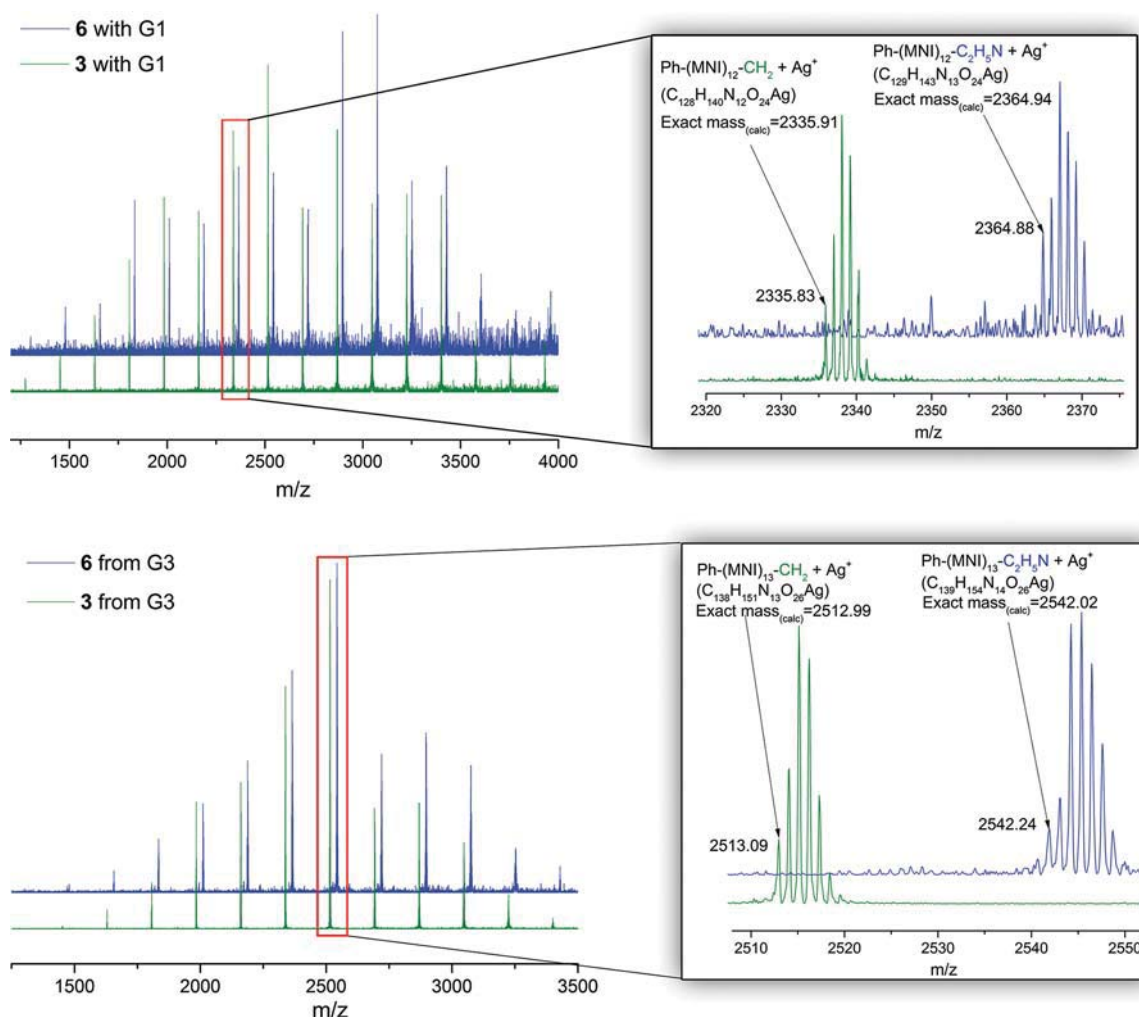 6 with G1
3 with G1
Ph-(MNI)₁₂-CH₂ + Ag⁺
(C₁₂₈H₁₄₀N₁₂O₂₄Ag)
Exact mass(calc)=2335.91
Ph-(MNI)₁₂-C₂H₅N + Ag⁺
(C₁₂₉H₁₄₃N₁₃O₂₄Ag)
Exact mass(calc)=2364.94
2364.88
2335.83
2320 2330 2340 2350 2360 2370
m/z
1500 2000 2500 3000 3500 4000
m/z
6 from G3
3 from G3
Ph-(MNI)₁₃-CH₂ + Ag⁺
(C₁₃₈H₁₅₁N₁₃O₂₆Ag)
Exact mass(calc)=2512.99
Ph-(MNI)₁₃-C₂H₅N + Ag⁺
(C₁₃₉H₁₅₄N₁₄O₂₆Ag)
Exact mass(calc)=2542.02
2513.09
2542.24
2510 2520 2530 2540 2550
m/z
1500 2000 2500 3000 3500
m/z